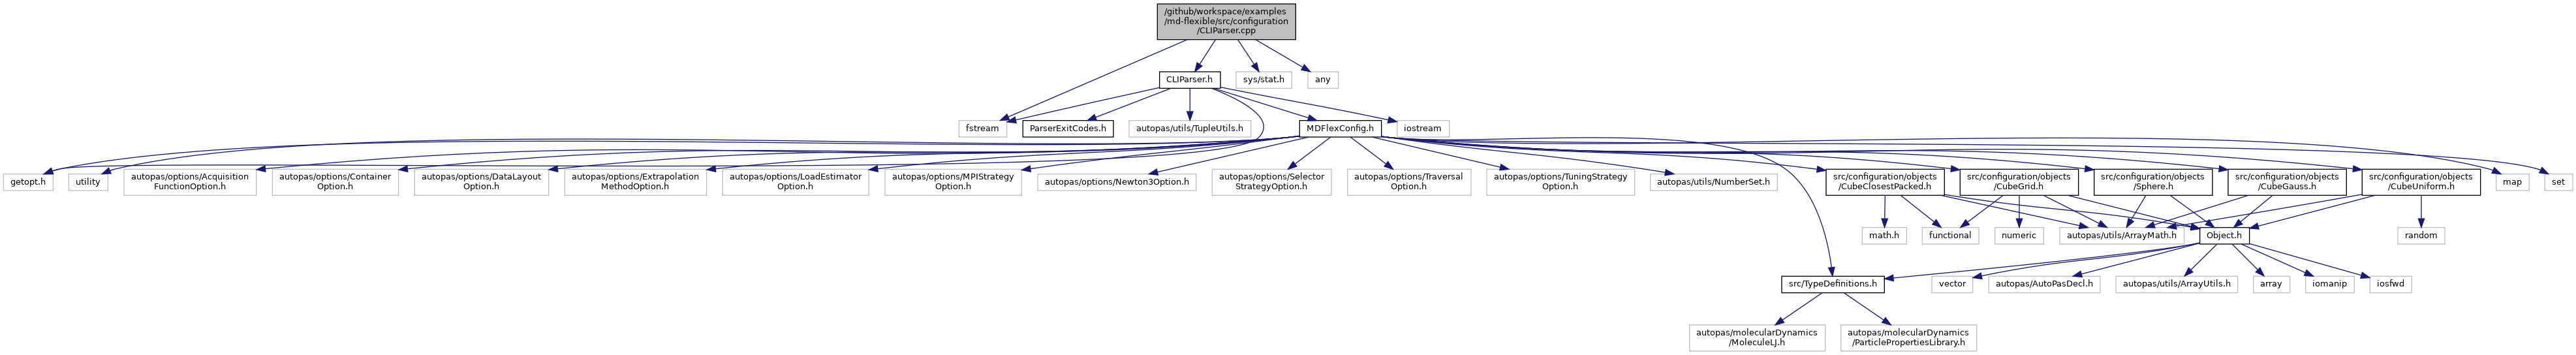 /github/workspace/examples
/md-flexible/src/configuration
/CLIParser.cpp
CLIParser.h
sys/stat.h
any
fstream
ParserExitCodes.h
autopas/utils/TupleUtils.h
MDFlexConfig.h
iostream
getopt.h
utility
autopas/options/Acquisition
FunctionOption.h
autopas/options/Container
Option.h
autopas/options/DataLayout
Option.h
autopas/options/Extrapolation
MethodOption.h
autopas/options/LoadEstimator
Option.h
autopas/options/MPIStrategy
Option.h
autopas/options/Newton3Option.h
autopas/options/Selector
StrategyOption.h
autopas/options/Traversal
Option.h
autopas/options/TuningStrategy
Option.h
autopas/utils/NumberSet.h
src/configuration/objects
/CubeClosestPacked.h
src/configuration/objects
/CubeGrid.h
src/configuration/objects
/Sphere.h
src/configuration/objects
/CubeGauss.h
src/configuration/objects
/CubeUniform.h
map
set
math.h
functional
numeric
autopas/utils/ArrayMath.h
Object.h
random
src/TypeDefinitions.h
vector
autopas/AutoPasDecl.h
autopas/utils/ArrayUtils.h
array
iomanip
iosfwd
autopas/molecularDynamics
/MoleculeLJ.h
autopas/molecularDynamics
/ParticlePropertiesLibrary.h